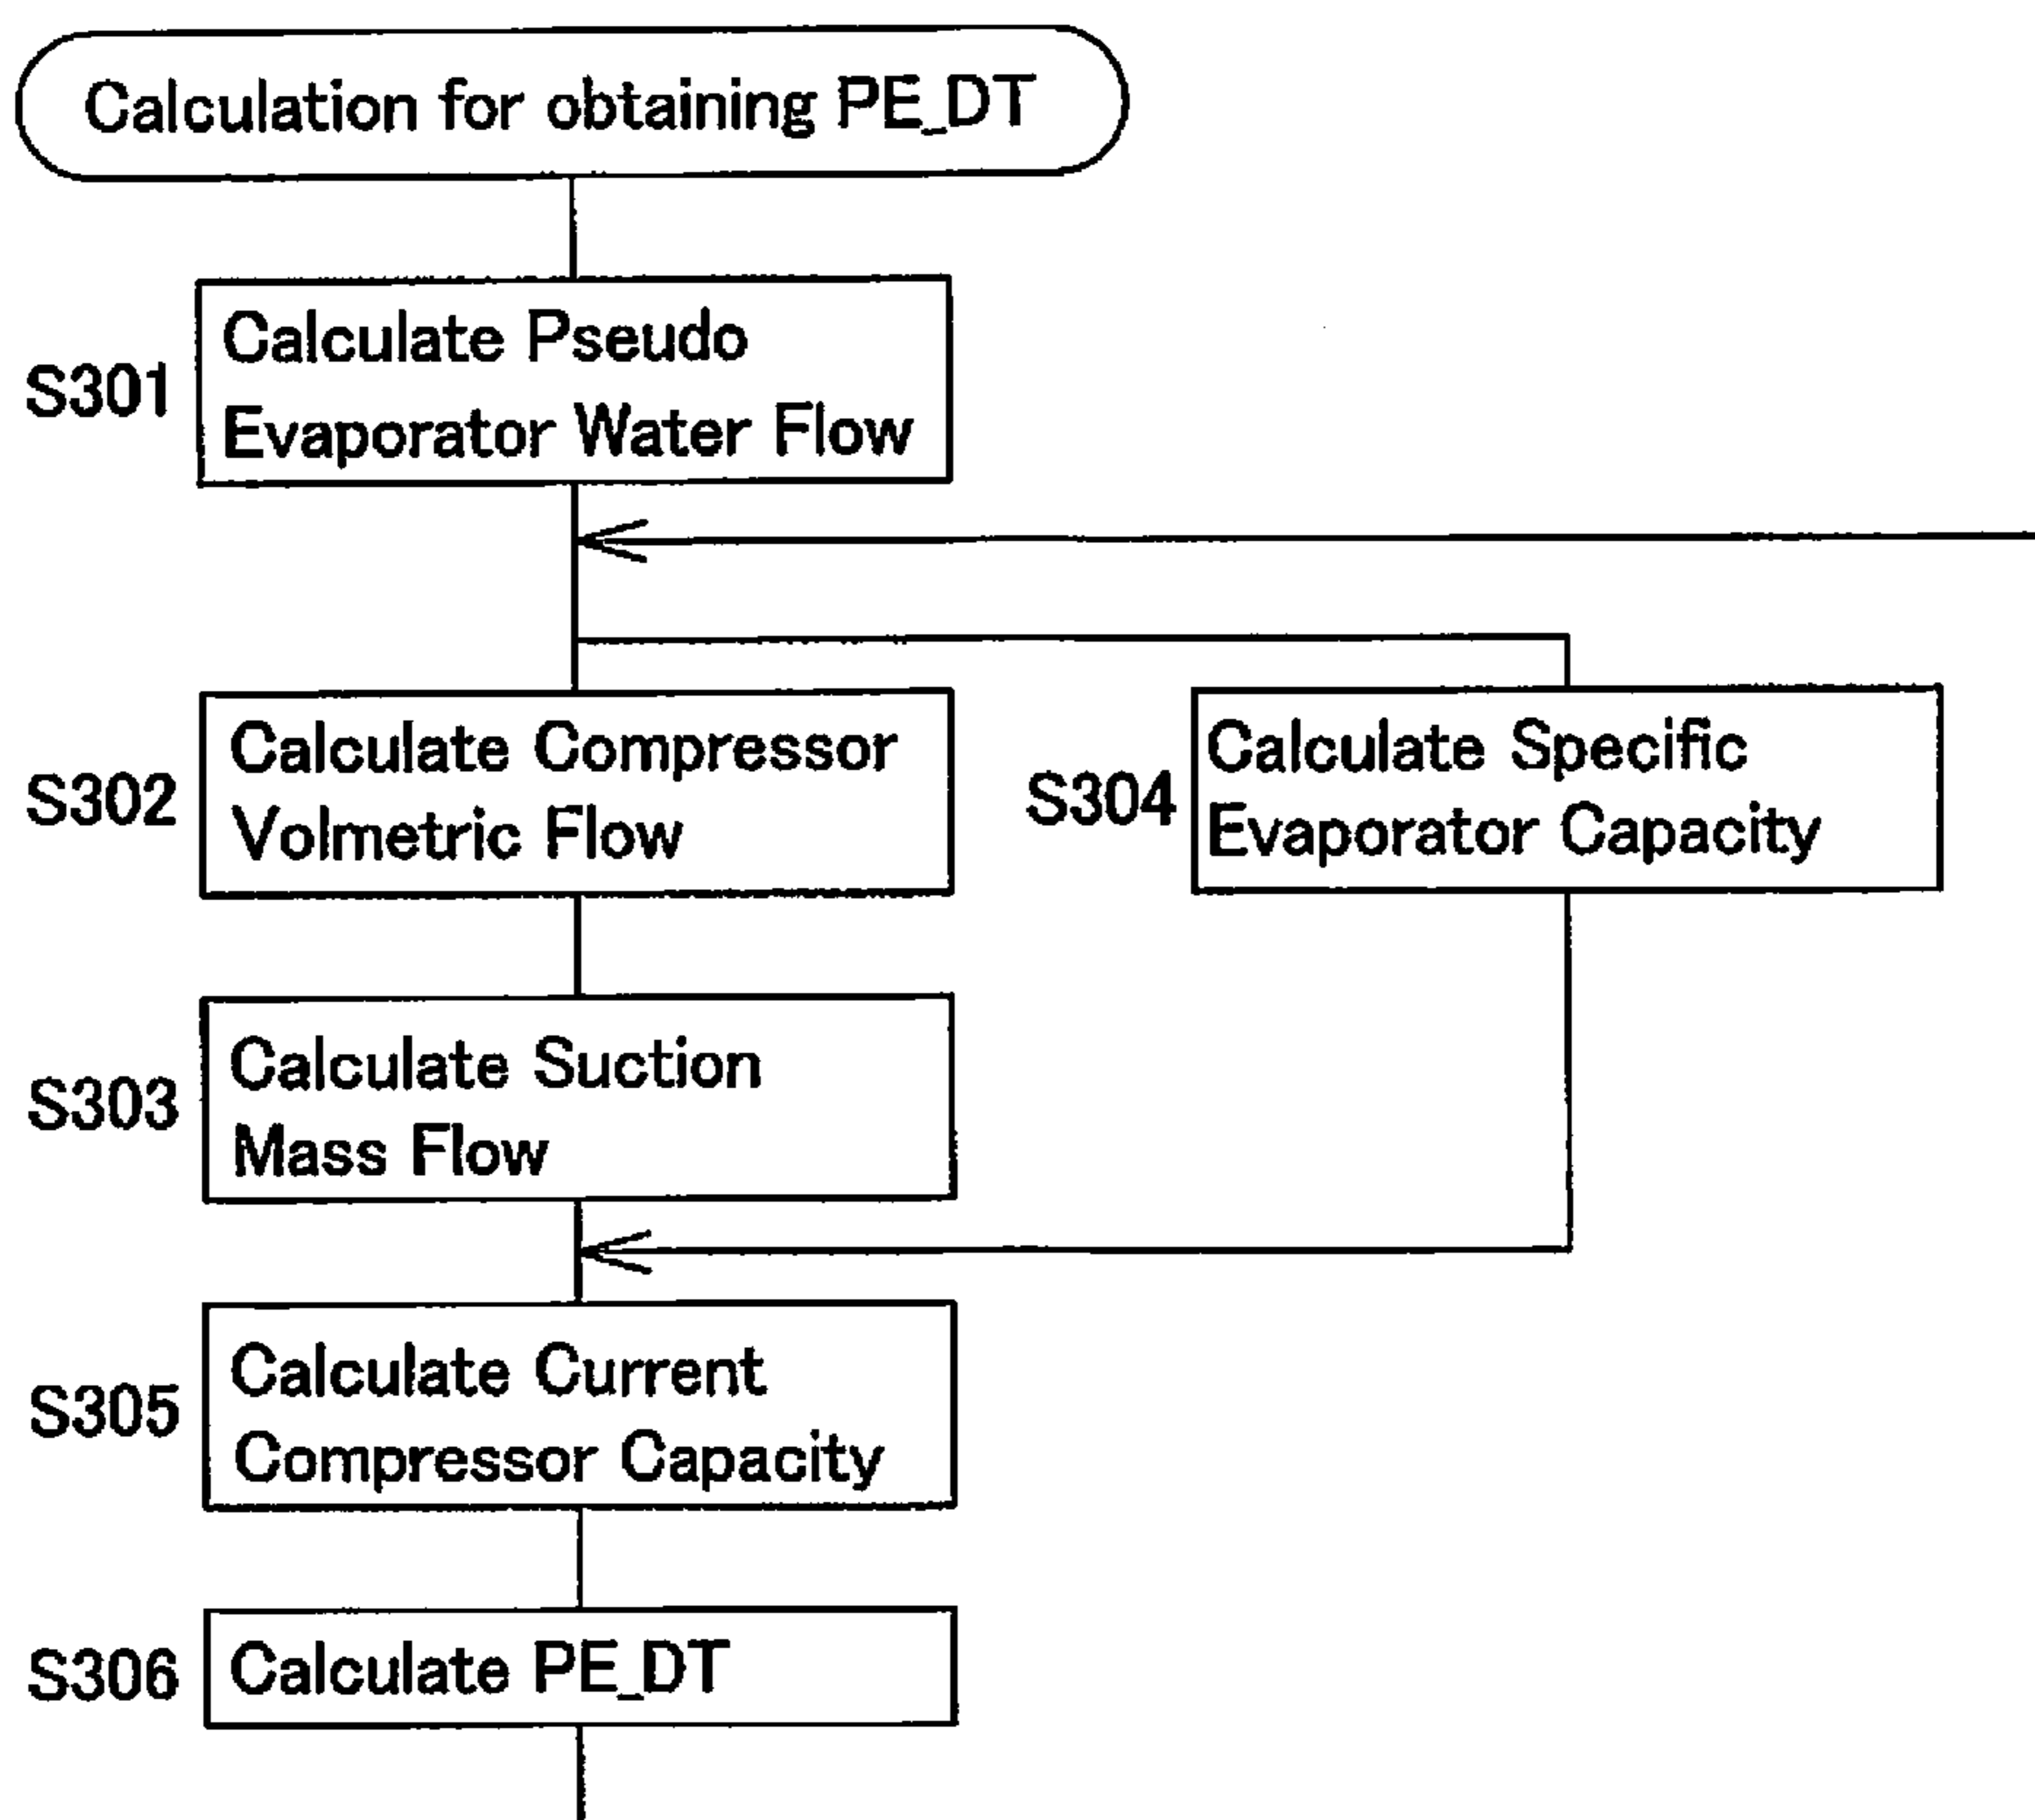 Calculation for obtaining PE_DT
S301
Calculate Pseudo
Evaporator Water Flow
S302
Calculate Compressor
Volmetric Flow
S304
Calculate Specific
Evaporator Capacity
S303
Calculate Suction
Mass Flow
S305
Calculate Current
Compressor Capacity
S306
Calculate PE_DT